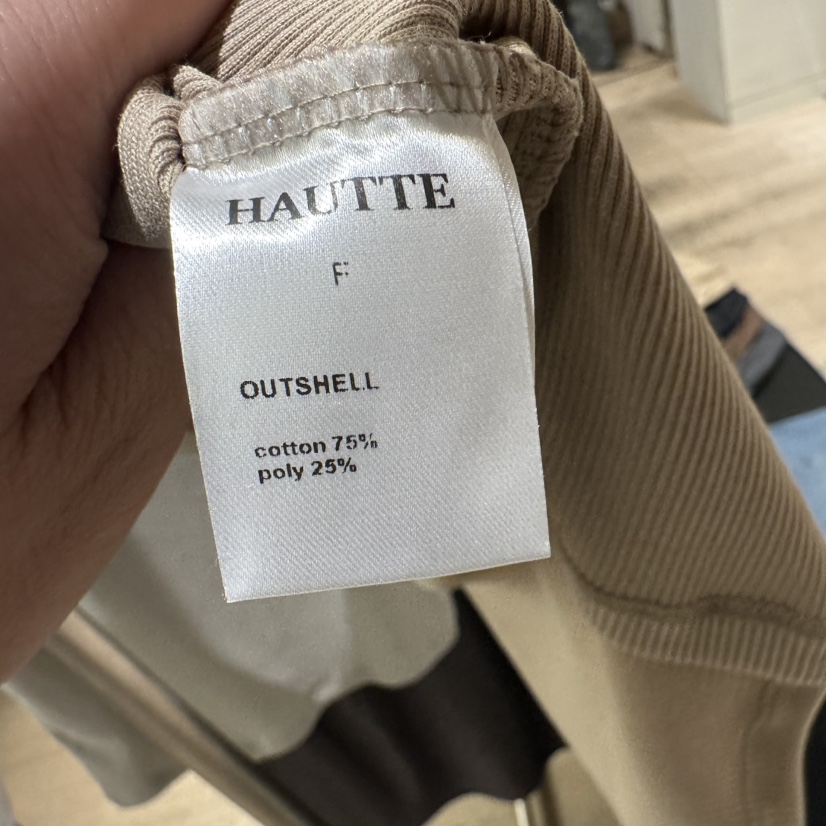 HAUTTE
F
OUTSHELL
cotton 75%
poly 25%